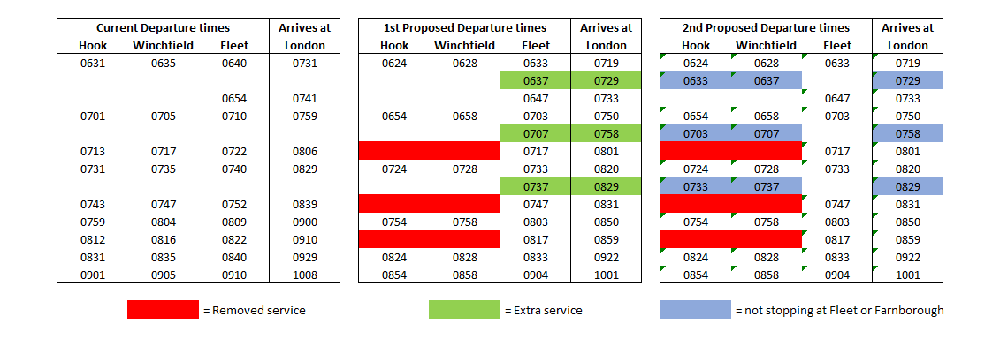 Current Departure times Arrives at 1st Proposed Departure times Arrives at 2nd Proposed Departure times Arrives at
Hook Winchfield Fleet London Hook Winchfield Fleet London Hook Winchfield Fleet London
0631 0635 0640 0731 0624 0628 0633 0719 0624 0628 0633 0719
0637 0729 0633 0637 0729
0654 0741 0647 0733 0647 0733
0701 0705 0710 0759 0654 0658 0703 0750 0654 0658 0703 0750
0707 0758 0703 0707 0758
0713 0717 0722 0806 0717 0801 0717 0801
0731 0735 0740 0829 0724 0728 0733 0820 0724 0728 0733 0820
0737 0829 0733 0737 0829
0743 0747 0752 0839 0747 0831 0747 0831
0759 0804 0809 0900 0754 0758 0803 0850 0754 0758 0803 0850
0812 0816 0822 0910 0817 0859 0817 0859
0831 0835 0840 0929 0824 0828 0833 0922 0824 0828 0833 0922
0901 0905 0910 1008 0854 0858 0904 1001 0854 0858 0904 1001
= Removed service = Extra service = not stopping at Fleet or Farnborough